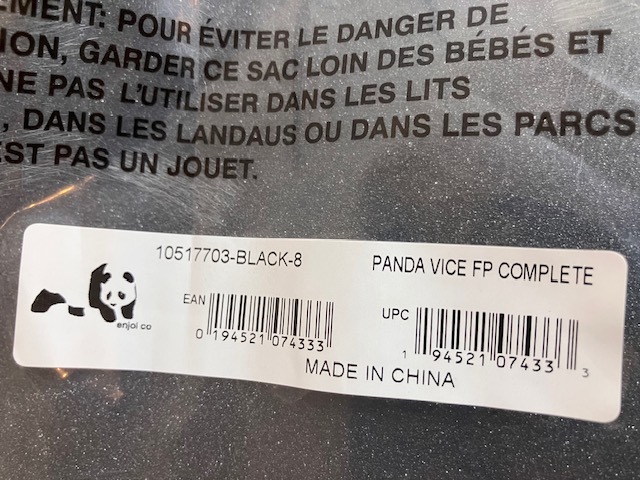 MENT: POUR ÉVITER LE DANGER DE
ION, GARDER CE SAC LOIN DES BÉBÉS ET
NE PAS L'UTILISER DANS LES LITS
, DANS LES LANDAUS OU DANS LES PARCS
EST PAS UN JOUET.
10517703-BLACK-8
PANDA VICE FP COMPLETE
enjoi co
EAN
0 194521 074333
UPC
1 94521 07433 3
MADE IN CHINA